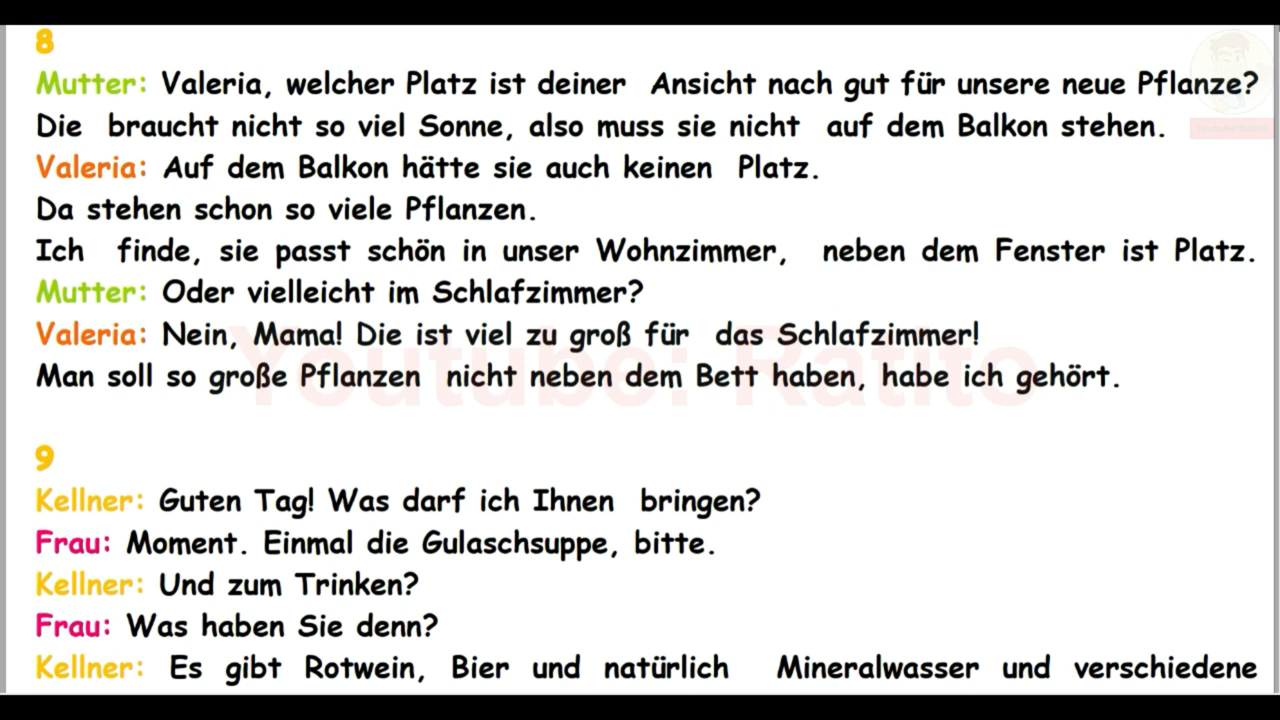 8
Mutter: Valeria, welcher Platz ist deiner Ansicht nach gut für unsere neue Pflanze?
Die braucht nicht so viel Sonne, also muss sie nicht auf dem Balkon stehen.
Valeria: Auf dem Balkon hätte sie auch keinen Platz.
Da stehen schon so viele Pflanzen.
Ich finde, sie passt schön in unser Wohnzimmer, neben dem Fenster ist Platz.
Mutter: Oder vielleicht im Schlafzimmer?
Valeria: Nein, Mama! Die ist viel zu groß für das Schlafzimmer!
Youtube: Ratito
Man soll so große Pflanzen nicht neben dem Bett haben, habe ich gehört.
9
Kellner: Guten Tag! Was darf ich Ihnen bringen?
Frau: Moment. Einmal die Gulaschsuppe, bitte.
Kellner: Und zum Trinken?
Frau: Was haben Sie denn?
Kellner: Es gibt Rotwein, Bier und natürlich Mineralwasser und verschiedene